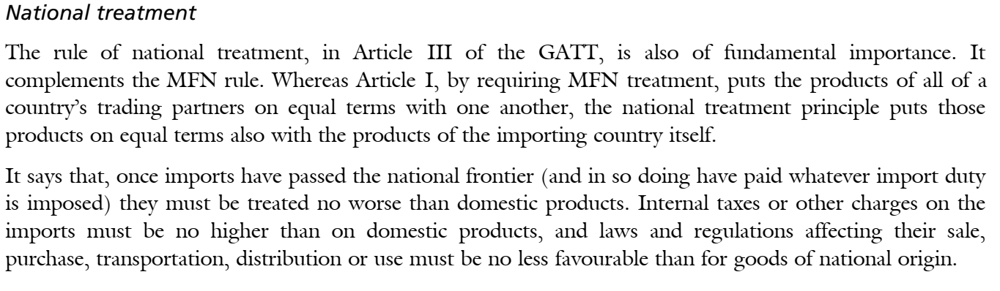 National treatment
The rule of national treatment, in Article III of the GATT, is also of fundamental importance. It
complements the MFN rule. Whereas Article I, by requiring MFN treatment, puts the products of all of a
country’s trading partners on equal terms with one another, the national treatment principle puts those
products on equal terms also with the products of the importing country itself.
It says that, once imports have passed the national frontier (and in so doing have paid whatever import duty
is imposed) they must be treated no worse than domestic products. Internal taxes or other charges on the
imports must be no higher than on domestic products, and laws and regulations affecting their sale,
purchase, transportation, distribution or use must be no less favourable than for goods of national origin.